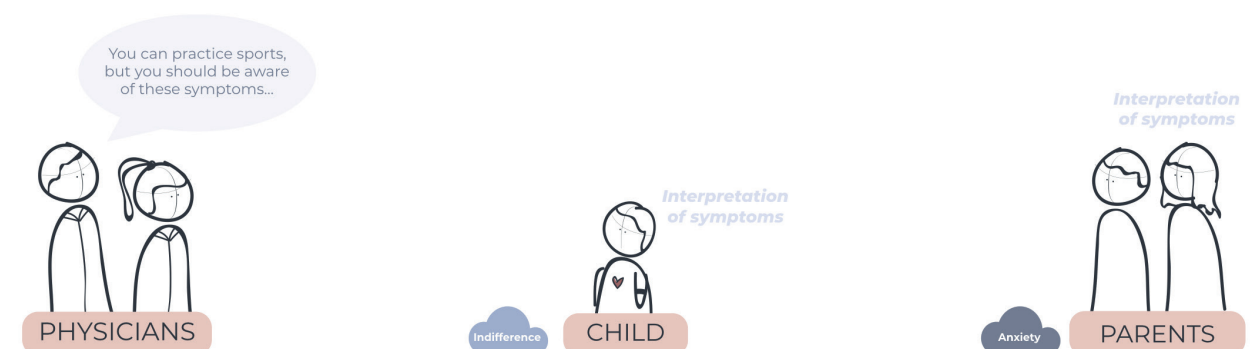 You can practice sports,
but you should be aware
of these symptoms...
Interpretation
of symptoms
Interpretation
of symptoms
PHYSICIANS
Indifference
CHILD
Anxiety
PARENTS